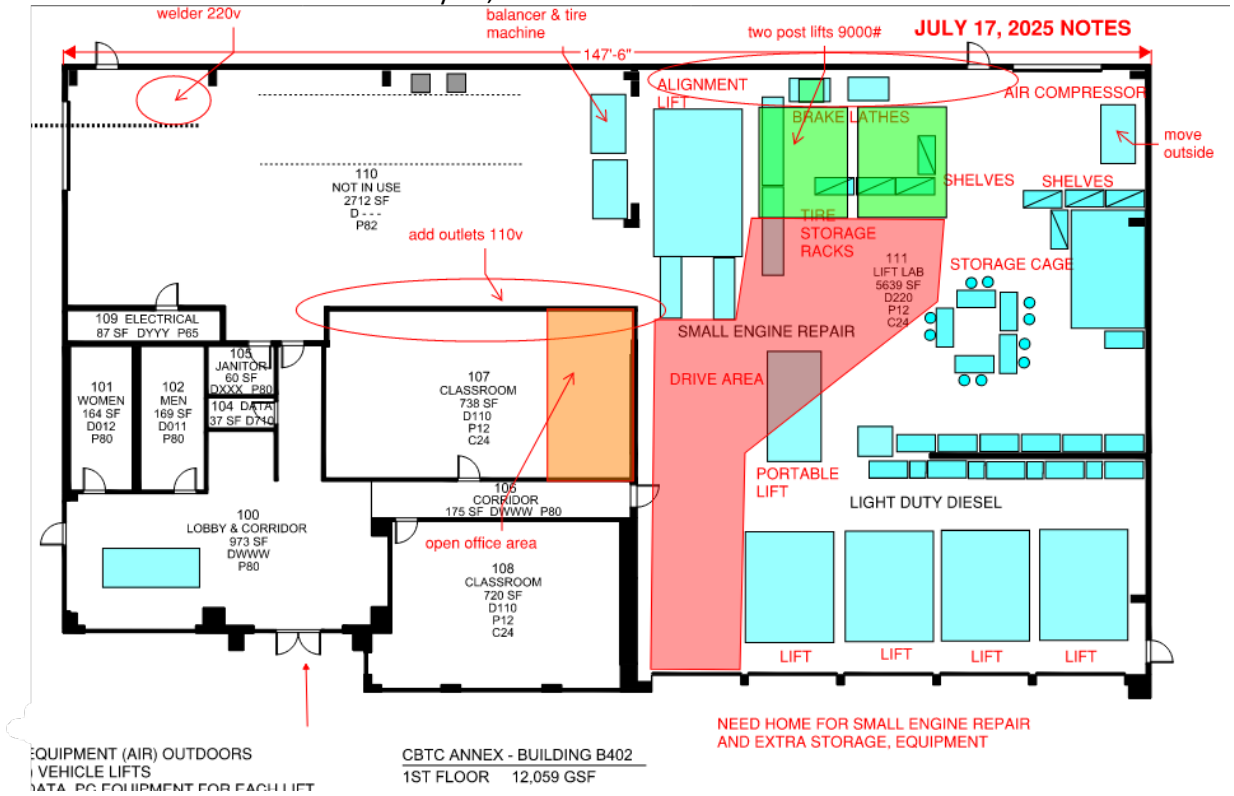 welder 220v
balancer & tire
machine
two post lifts 9000#
JULY 17, 2025 NOTES
147'-6"
ALIGNMENT
LIFT
AIR COMPRESSOR
BRAKE LATHES
move
outside
110
NOT IN USE
2712 SF
D - - -
P82
SHELVES
SHELVES
TIRE
STORAGE
RACKS
add outlets 110v
111
LIFT LAB
5639 SF
D220
P12
C24
STORAGE CAGE
109 ELECTRICAL
87 SF DYYY P65
SMALL ENGINE REPAIR
105
JANITOR
60 SF
DXXX P80
101
WOMEN
164 SF
D012
P80
102
MEN
169 SF
D011
P80
104 DATA
37 SF D710
107
CLASSROOM
738 SF
D110
P12
C24
DRIVE AREA
PORTABLE
LIFT
106
CORRIDOR
175 SF DWWW P80
LIGHT DUTY DIESEL
100
LOBBY & CORRIDOR
973 SF
DWWW
P80
open office area
108
CLASSROOM
720 SF
D110
P12
C24
LIFT
LIFT
LIFT
LIFT
NEED HOME FOR SMALL ENGINE REPAIR
AND EXTRA STORAGE, EQUIPMENT
EQUIPMENT (AIR) OUTDOORS
) VEHICLE LIFTS
DATA, PC EQUIPMENT FOR EACH LIFT
CBTC ANNEX - BUILDING B402
1ST FLOOR 12,059 GSF